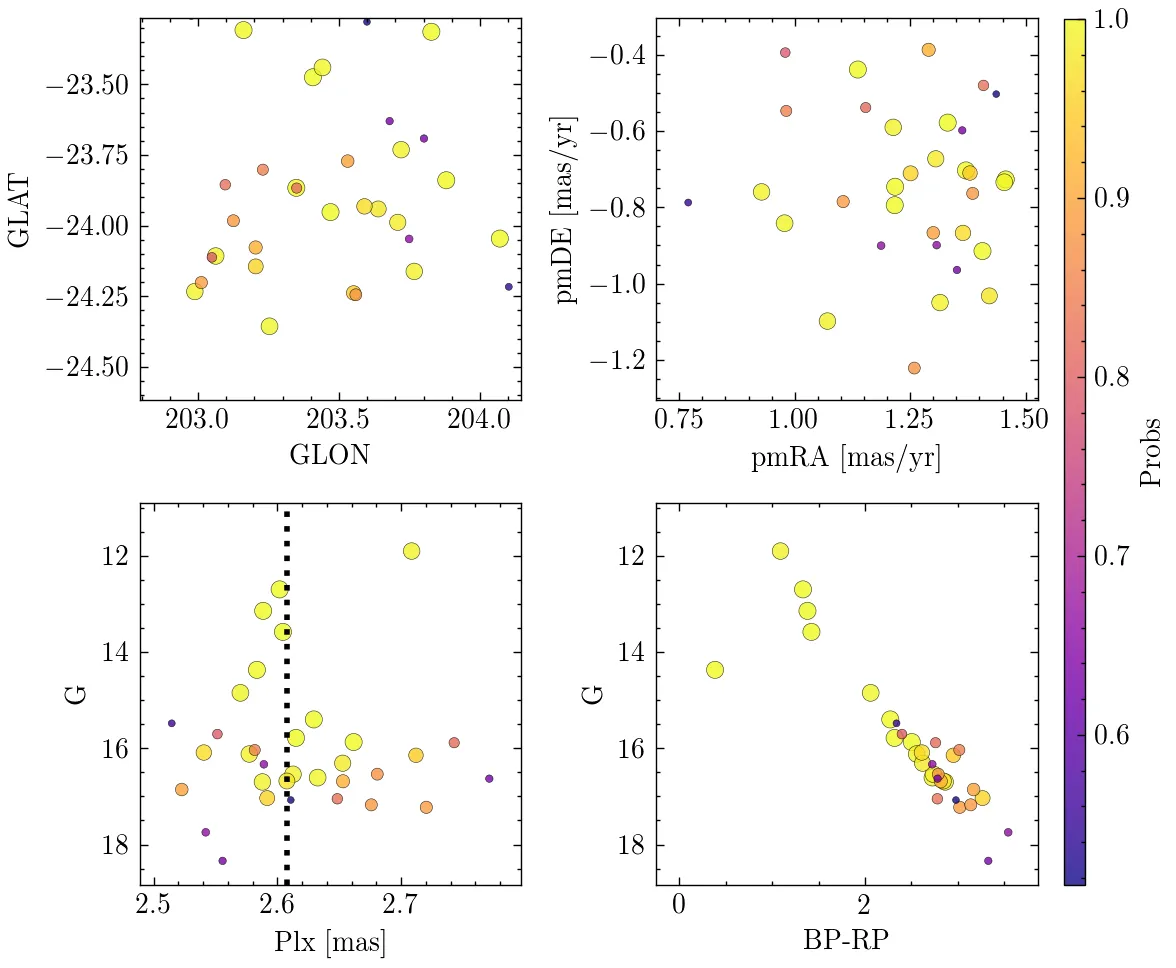 −23.50
−23.75
−24.00
−24.25
−24.50
GLAT
203.0 203.5 204.0
GLON
−0.4
−0.6
−0.8
−1.0
−1.2
pmDE [mas/yr]
0.75 1.00 1.25 1.50
pmRA [mas/yr]
12
14
16
18
G
2.5 2.6 2.7
Plx [mas]
12
14
16
18
G
0 2
BP-RP
1.0
0.9
0.8
0.7
0.6
Probs